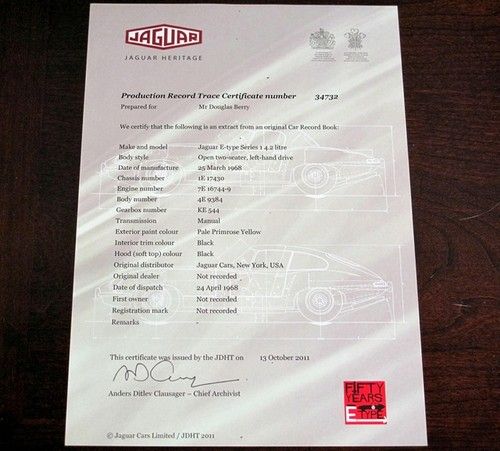 JAGUAR
JAGUAR HERITAGE
Production Record Trace Certificate number 34732
Prepared for Mr Douglas Berry
We certify that the following is an extract from an original Car Record Book:
Make and model Jaguar E-type Series 1 4.2 litre
Body style Open two-seater, left-hand drive
Date of manufacture 25 March 1968
Chassis number 1E 17430
Engine number 7E 16744-9
Body number 4E 9384
Gearbox number KE 544
Transmission Manual
Exterior paint colour Pale Primrose Yellow
Interior trim colour Black
Hood (soft top) colour Black
Original distributor Jaguar Cars, New York, USA
Original dealer Not recorded
Date of dispatch 24 April 1968
First owner Not recorded
Registration mark Not recorded
Remarks
This certificate was issued by the JDHT on 13 October 2011
Anders Ditlev Clausager – Chief Archivist
FIFTY
YEARS
E TYPE
© Jaguar Cars Limited / JDHT 2011